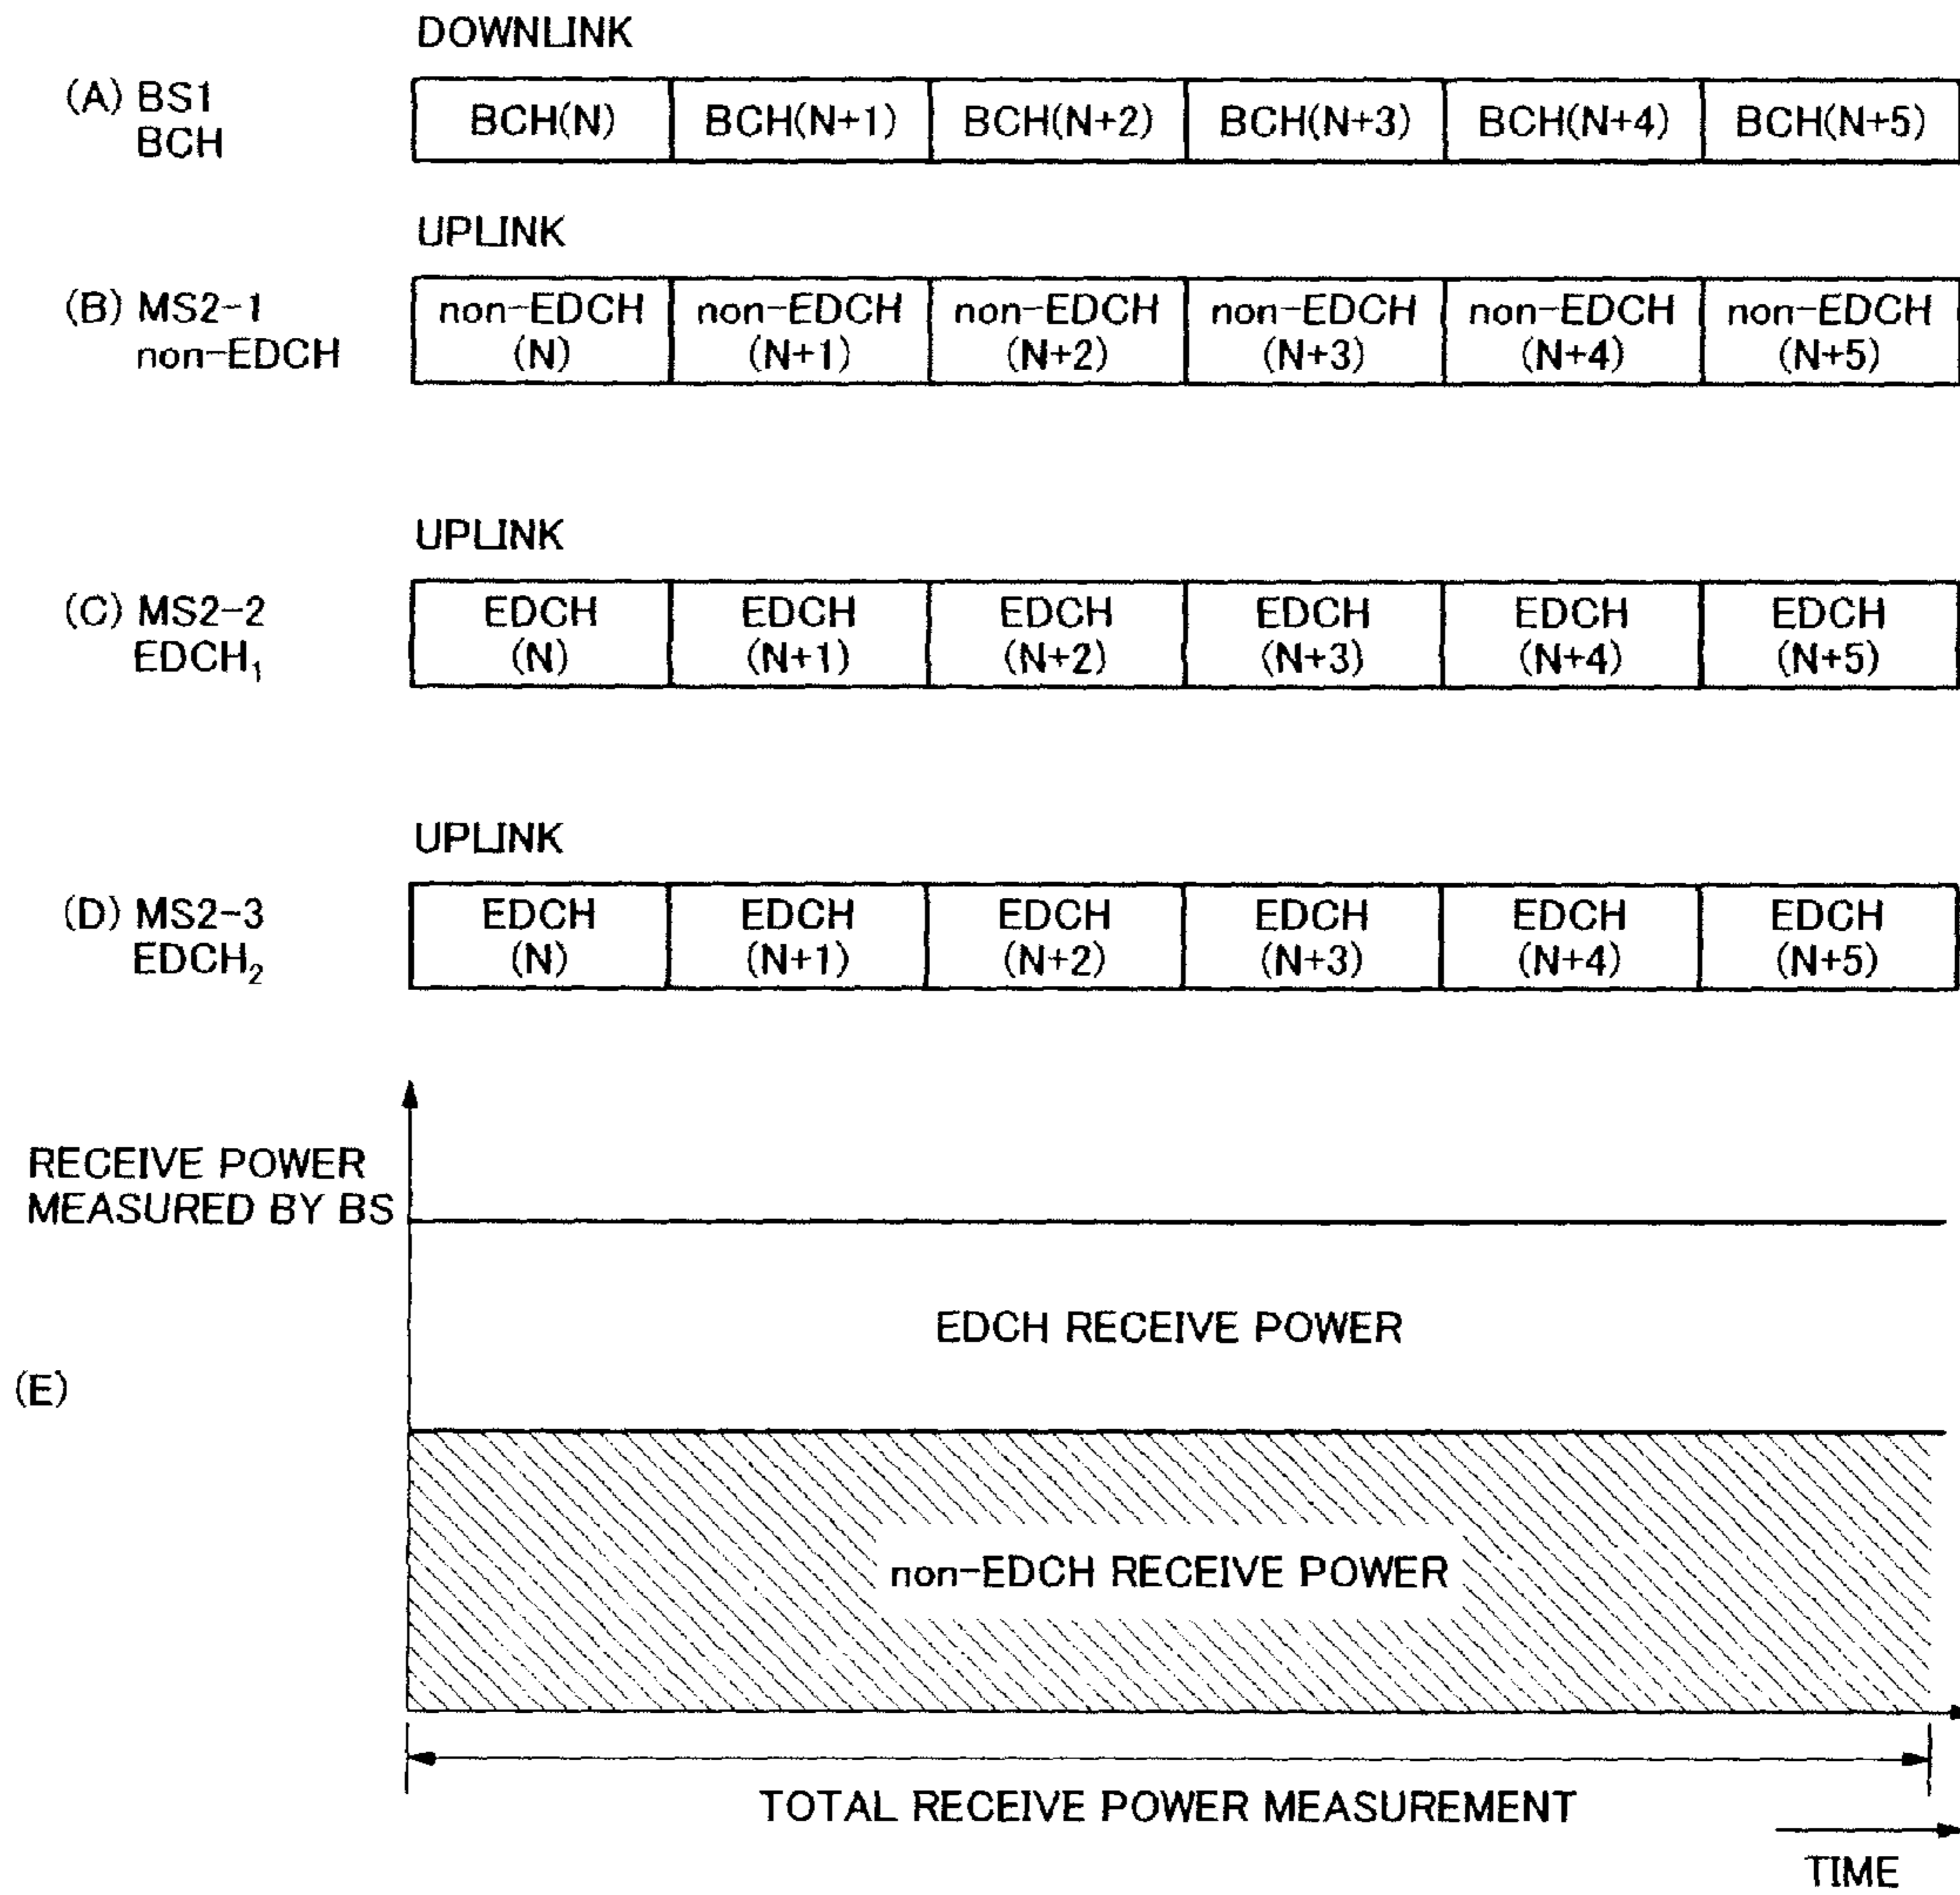 DOWNLINK
(A) BS1
BCH
BCH(N) BCH(N+1) BCH(N+2) BCH(N+3) BCH(N+4) BCH(N+5)
UPLINK
(B) MS2-1
non-EDCH
non-EDCH non-EDCH non-EDCH non-EDCH non-EDCH non-EDCH
(N) (N+1) (N+2) (N+3) (N+4) (N+5)
UPLINK
(C) MS2-2
EDCH₁
EDCH EDCH EDCH EDCH EDCH EDCH
(N) (N+1) (N+2) (N+3) (N+4) (N+5)
UPLINK
(D) MS2-3
EDCH₂
EDCH EDCH EDCH EDCH EDCH EDCH
(N) (N+1) (N+2) (N+3) (N+4) (N+5)
RECEIVE POWER
MEASURED BY BS
EDCH RECEIVE POWER
(E)
non-EDCH RECEIVE POWER
TOTAL RECEIVE POWER MEASUREMENT
TIME